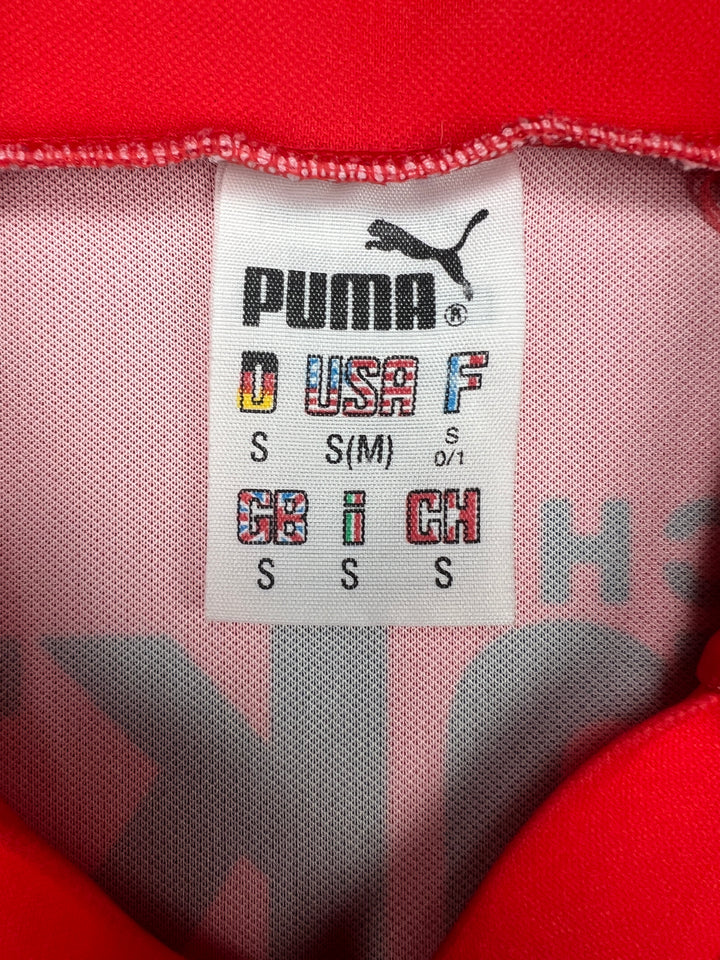 PUMA®
D USA F
S S(M) S 0/1
GB i CH
S S S